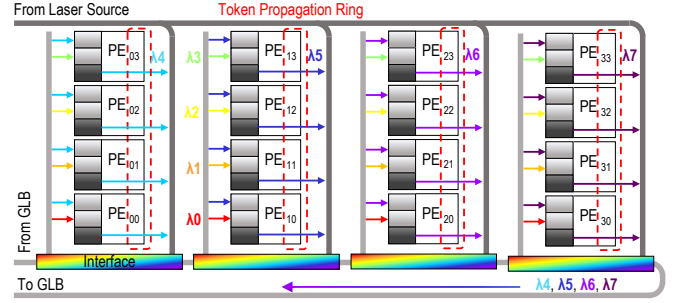 From Laser Source
Token Propagation Ring
PE03 λ4
λ3 PE13 λ5
PE23 λ6
PE33 λ7
PE02
λ2 PE12
PE22
PE32
PE01
λ1 PE11
PE21
PE31
PE00
λ0 PE10
PE20
PE30
From GLB
Interface
To GLB
λ4, λ5, λ6, λ7